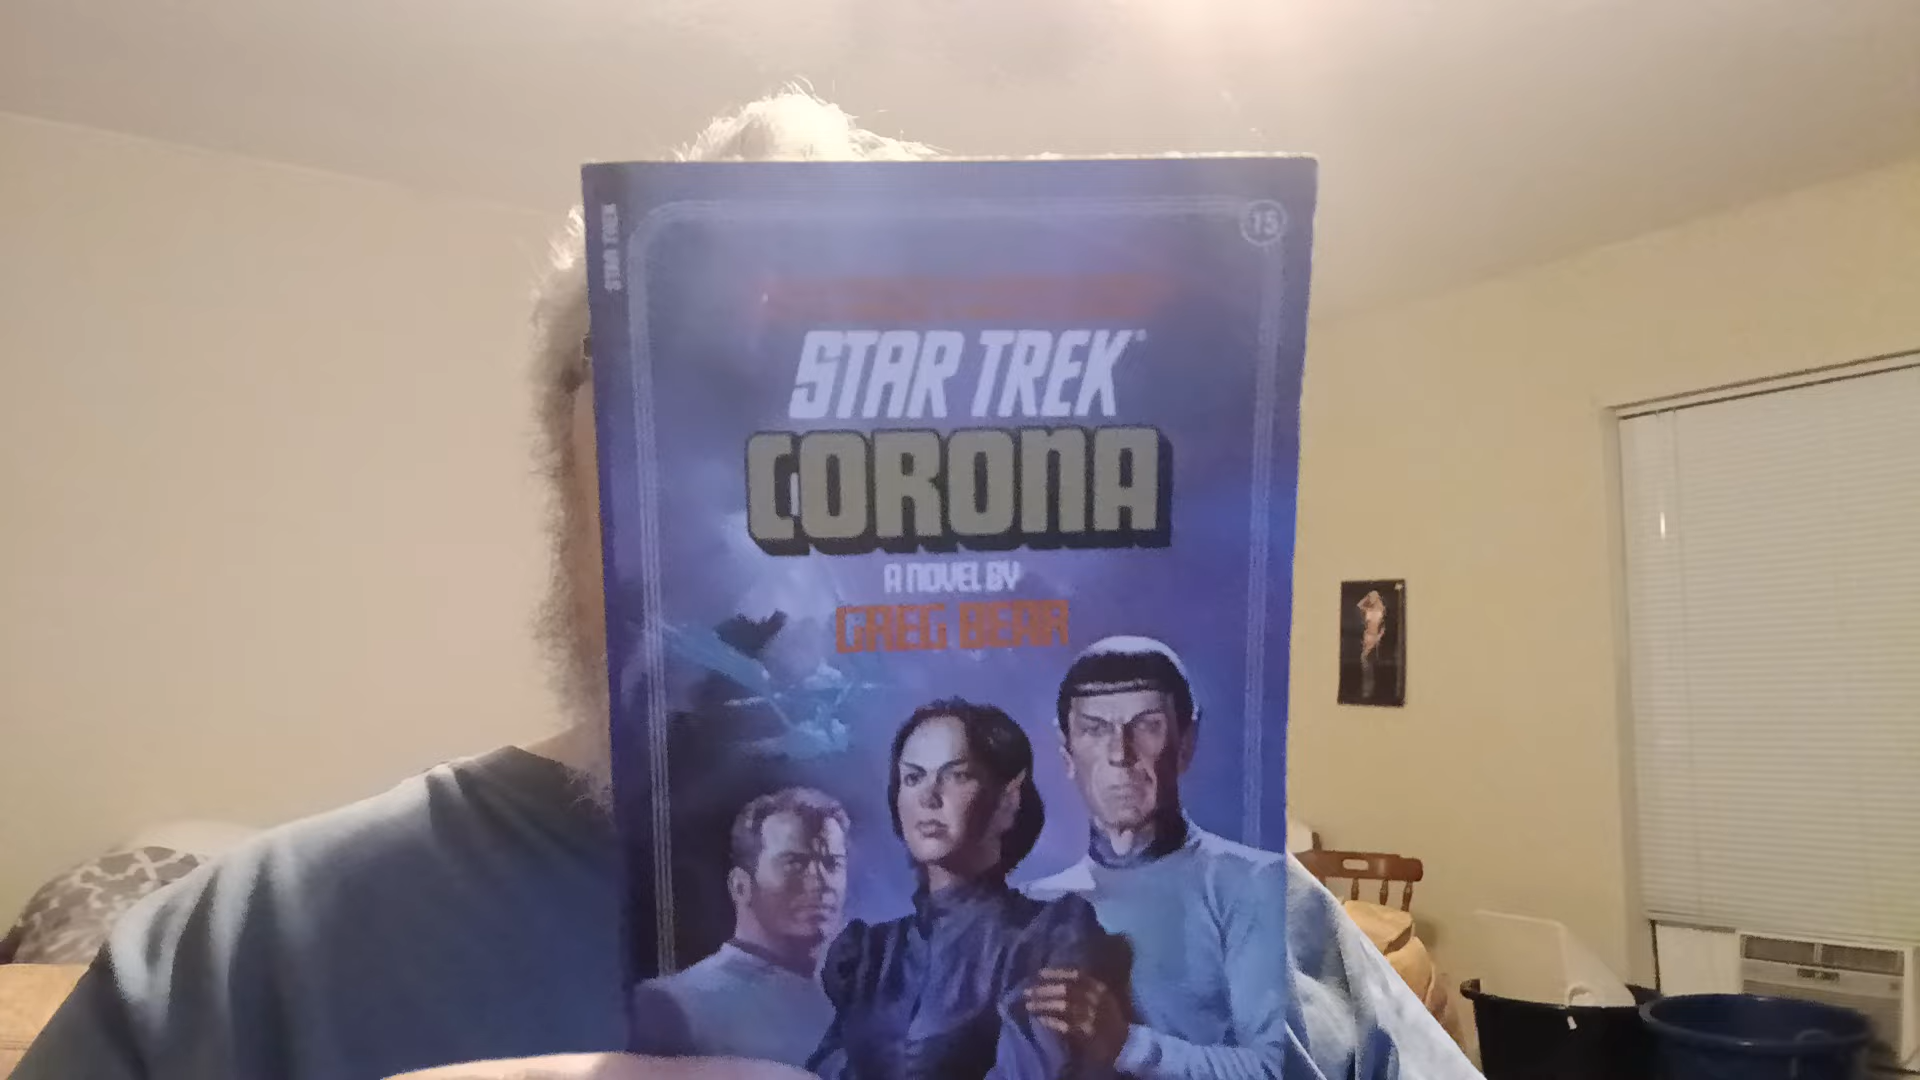 STAR TREK
15
STAR TREK
CORONA
A NOVEL BY
GREG BEAR